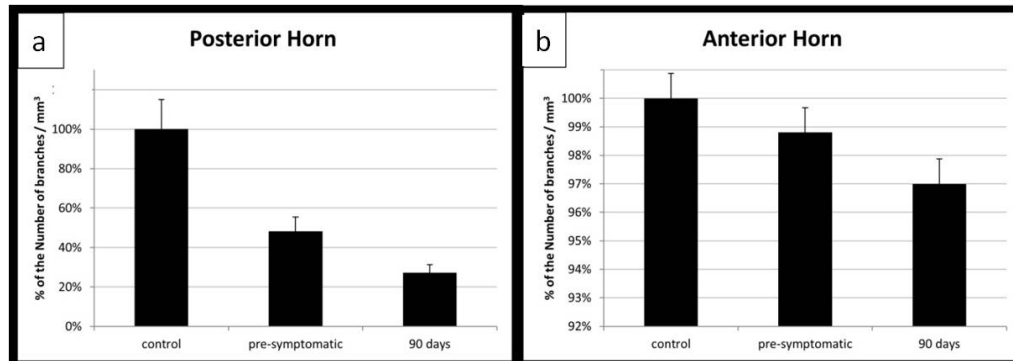 a
Posterior Horn
% of the Number of branches / mm³
100%
80%
60%
40%
20%
0%
control pre-symptomatic 90 days
b
Anterior Horn
% of the Number of branches / mm³
100%
99%
98%
97%
96%
95%
94%
93%
92%
control pre-symptomatic 90 days